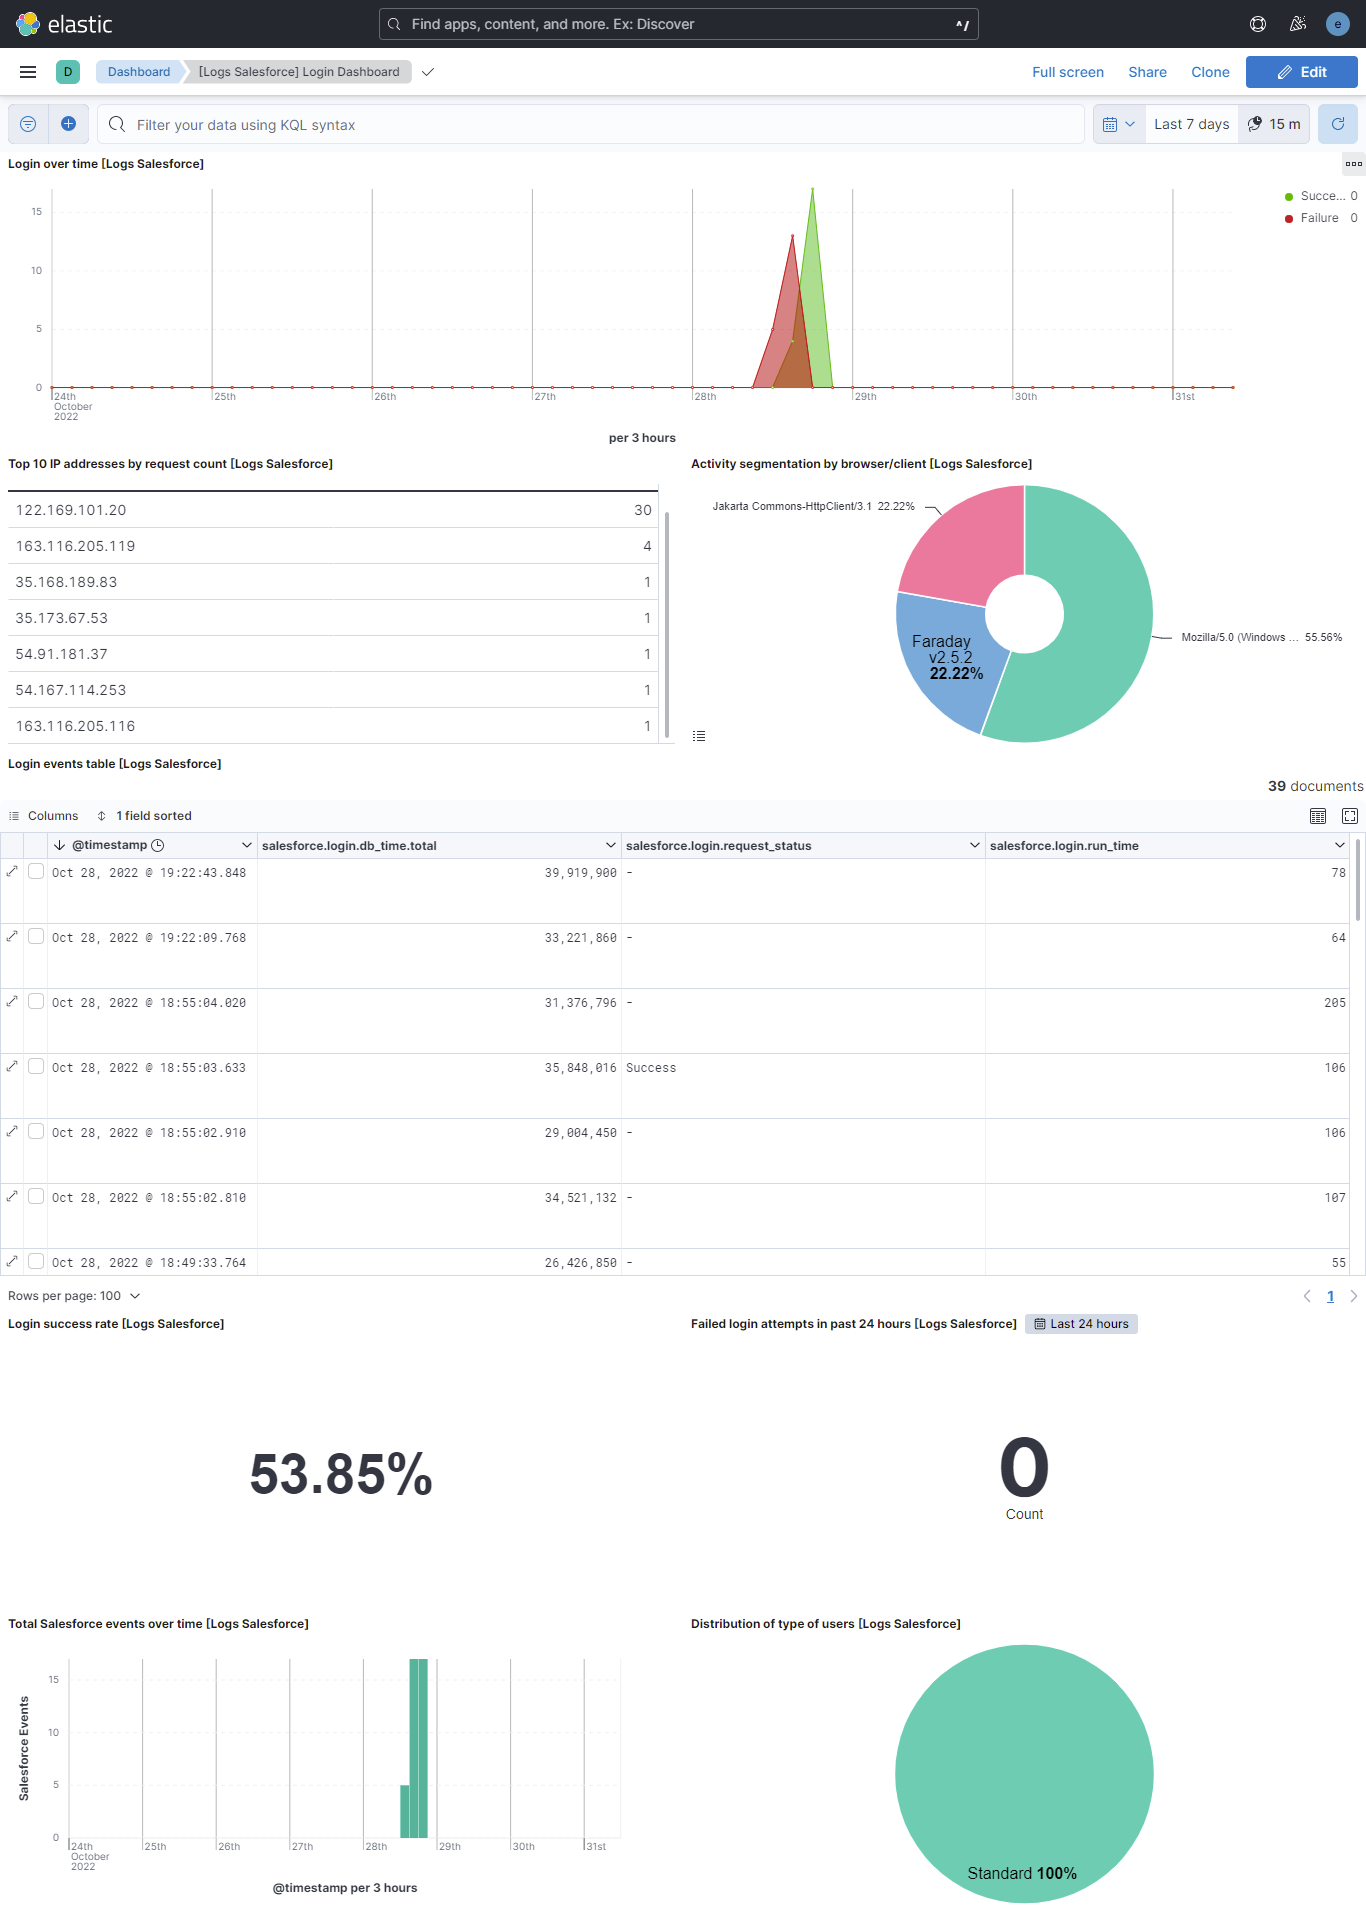 elastic
Find apps, content, and more. Ex: Discover
^/
e
D
Dashboard
[Logs Salesforce] Login Dashboard
Full screen
Share
Clone
Edit
Filter your data using KQL syntax
Last 7 days
15 m
Login over time [Logs Salesforce]
15
10
5
0
24th
October
2022
25th
26th
27th
28th
29th
30th
31st
per 3 hours
Succe... 0
Failure 0
Top 10 IP addresses by request count [Logs Salesforce]
122.169.101.20 30
163.116.205.119 4
35.168.189.83 1
35.173.67.53 1
54.91.181.37 1
54.167.114.253 1
163.116.205.116 1
Activity segmentation by browser/client [Logs Salesforce]
Jakarta Commons-HttpClient/3.1 22.22%
Mozilla/5.0 (Windows ... 55.56%
Faraday
v2.5.2
22.22%
Login events table [Logs Salesforce]
39 documents
Columns
1 field sorted
@timestamp salesforce.login.db_time.total salesforce.login.request_status salesforce.login.run_time
Oct 28, 2022 @ 19:22:43.848 39,919,900 - 78
Oct 28, 2022 @ 19:22:09.768 33,221,860 - 64
Oct 28, 2022 @ 18:55:04.020 31,376,796 - 205
Oct 28, 2022 @ 18:55:03.633 35,848,016 Success 106
Oct 28, 2022 @ 18:55:02.910 29,004,450 - 106
Oct 28, 2022 @ 18:55:02.810 34,521,132 - 107
Oct 28, 2022 @ 18:49:33.764 26,426,850 - 55
Rows per page: 100
1
Login success rate [Logs Salesforce]
53.85%
Failed login attempts in past 24 hours [Logs Salesforce]
Last 24 hours
0
Count
Total Salesforce events over time [Logs Salesforce]
Salesforce Events
15
10
5
0
24th
October
2022
25th
26th
27th
28th
29th
30th
31st
@timestamp per 3 hours
Distribution of type of users [Logs Salesforce]
Standard 100%